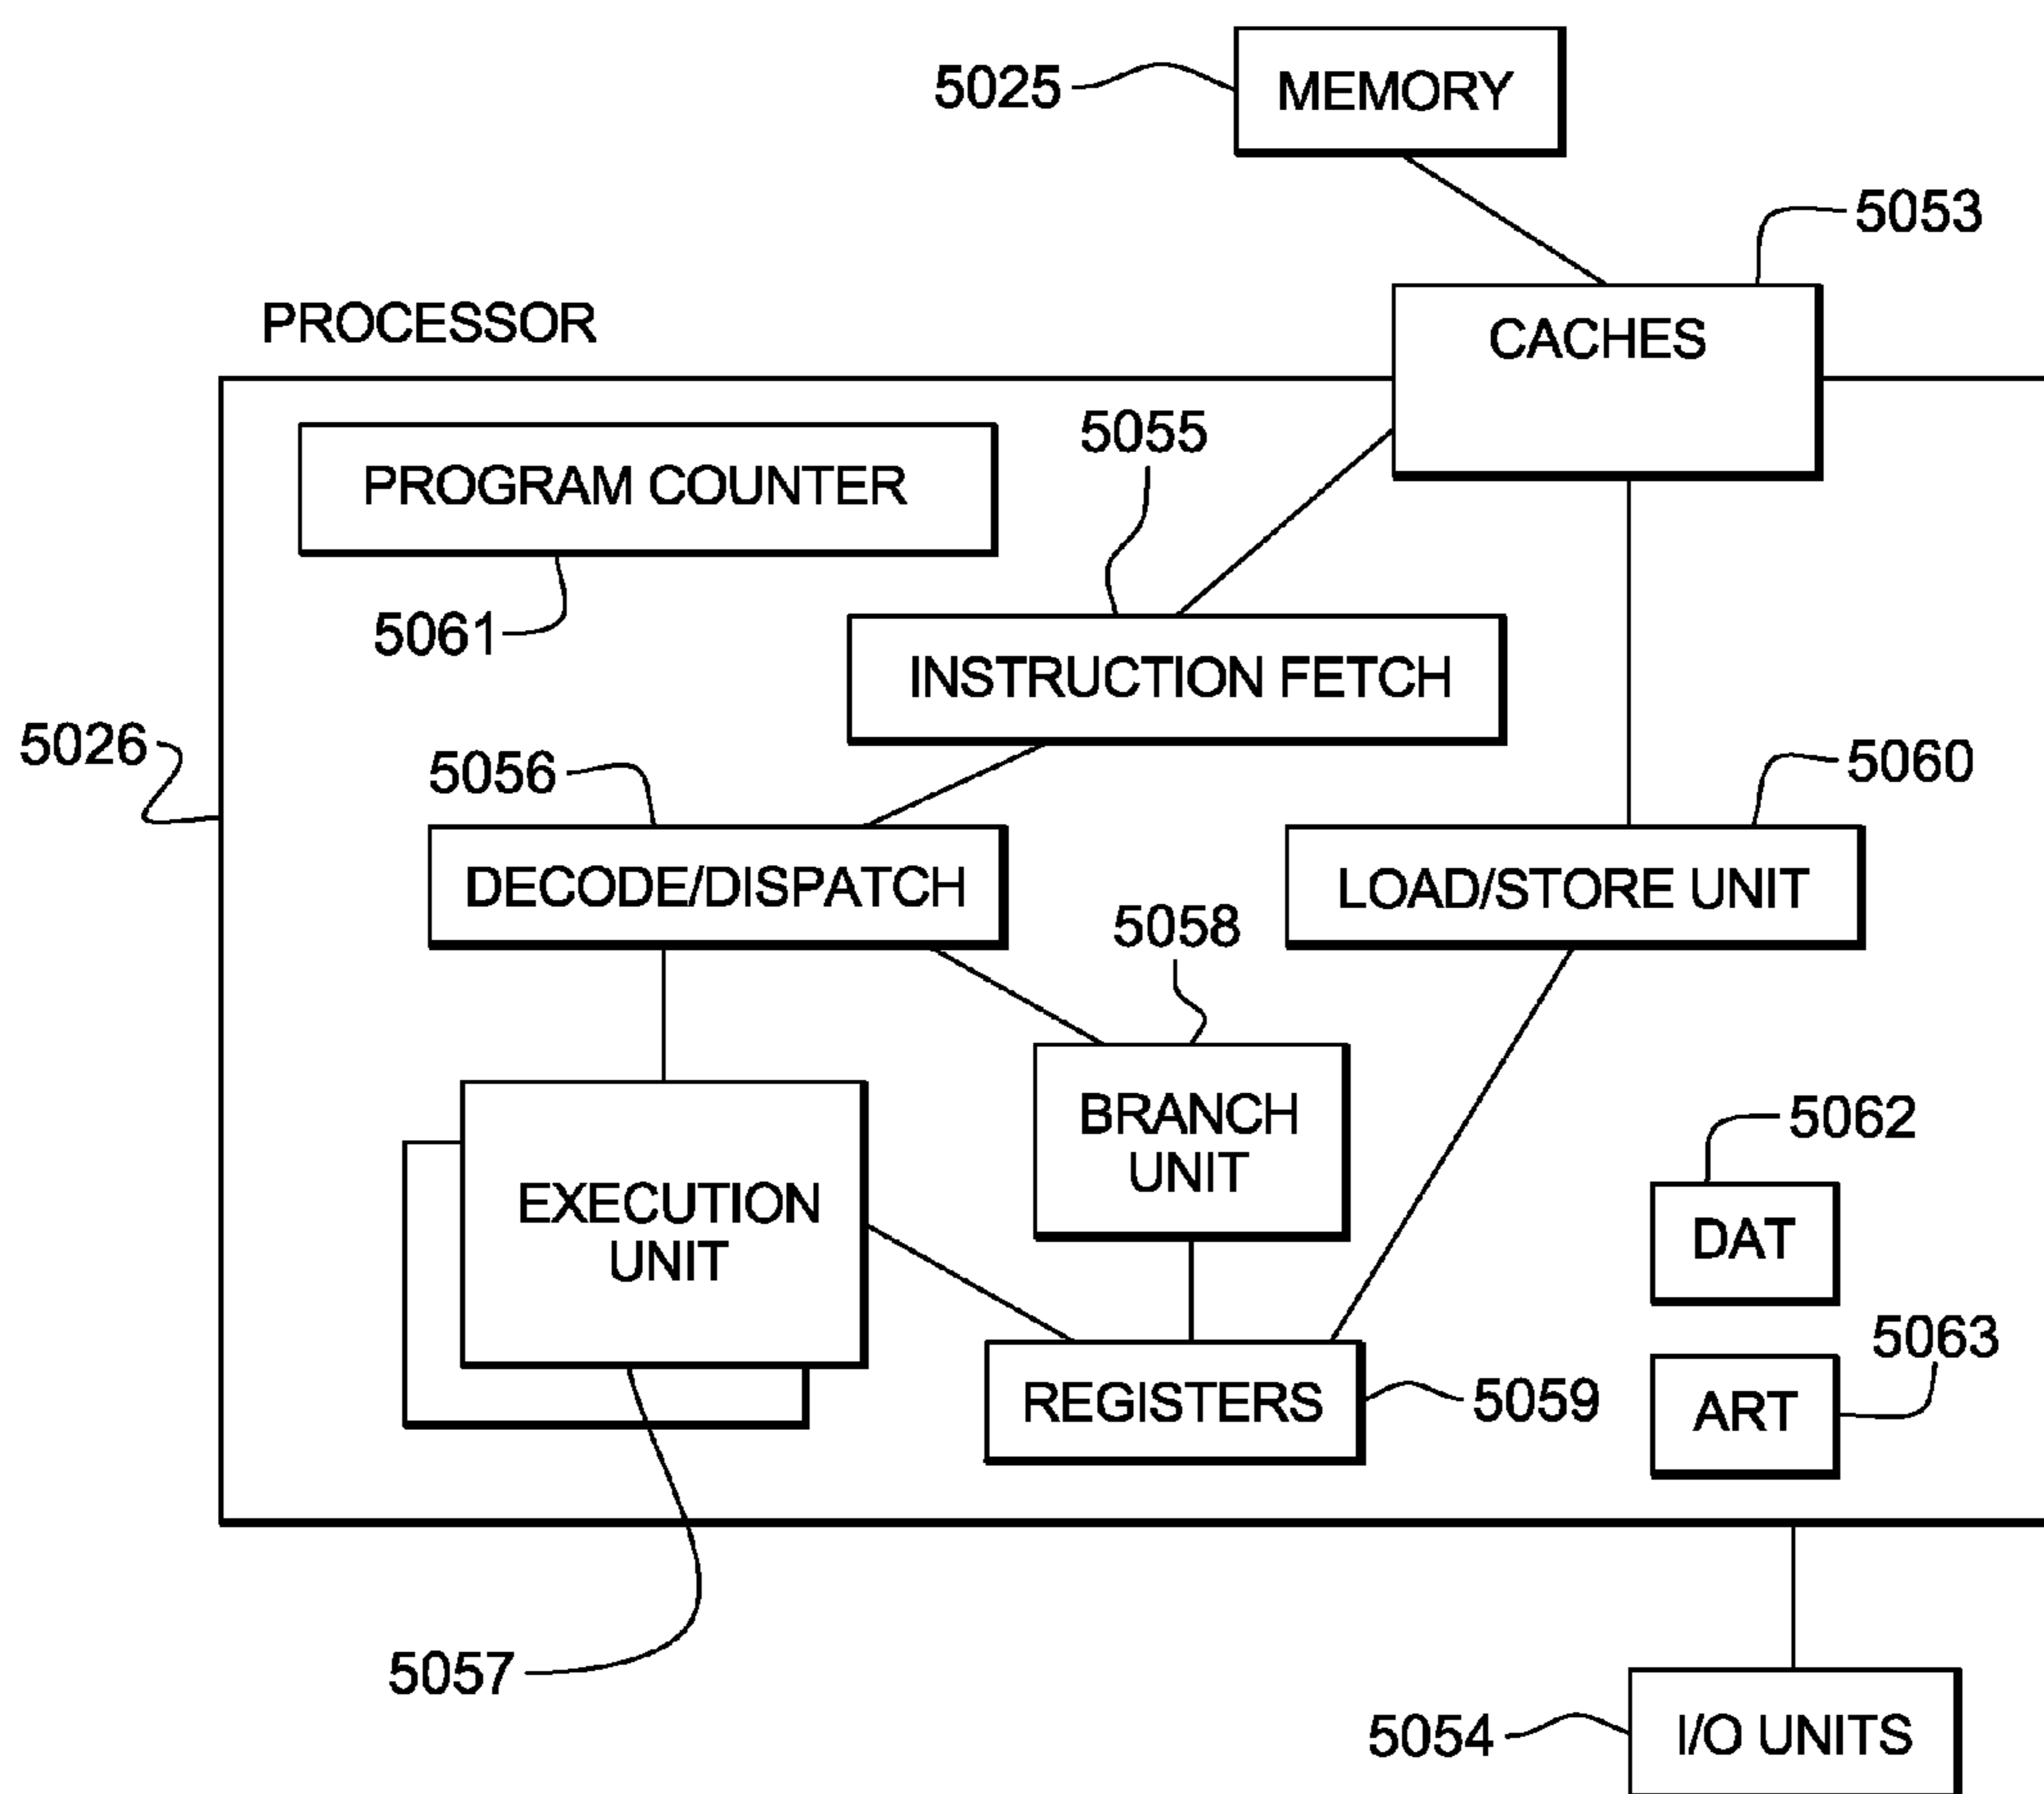 5025
MEMORY
5053
PROCESSOR
CACHES
5055
PROGRAM COUNTER
5061
INSTRUCTION FETCH
5026
5056
5060
DECODE/DISPATCH
LOAD/STORE UNIT
5058
BRANCH
UNIT
5062
EXECUTION
UNIT
DAT
5063
REGISTERS
5059
ART
5057
5054
I/O UNITS